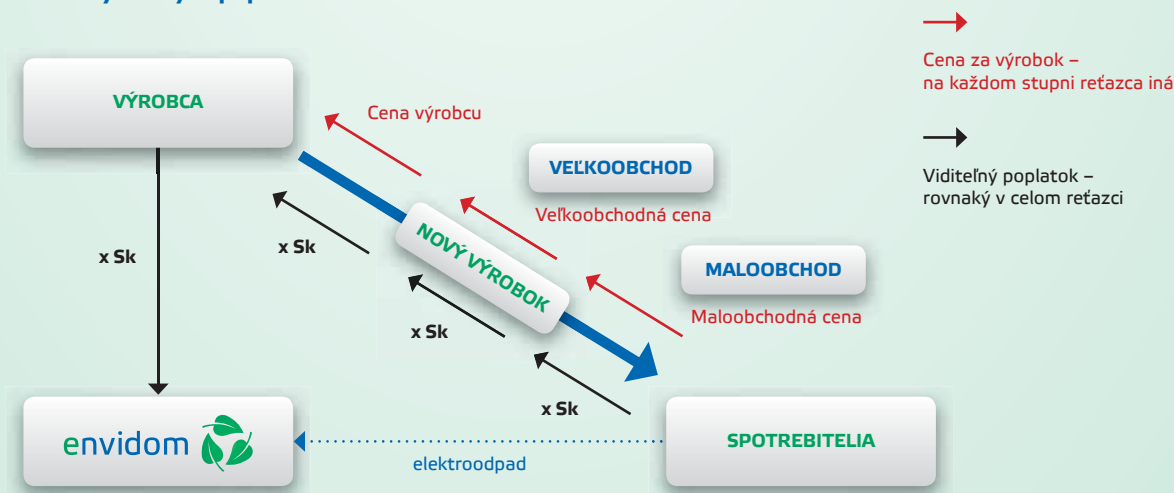 VÝROBCA
Cena výrobcu
VEĽKOOBCHOD
Veľkoobchodná cena
NOVÝ VÝROBOK
MALOOBCHOD
Maloobchodná cena
x Sk
x Sk
x Sk
x Sk
envidom
elektroodpad
SPOTREBITELIA
Cena za výrobok –
na každom stupni reťazca iná
Viditeľný poplatok –
rovnaký v celom reťazci